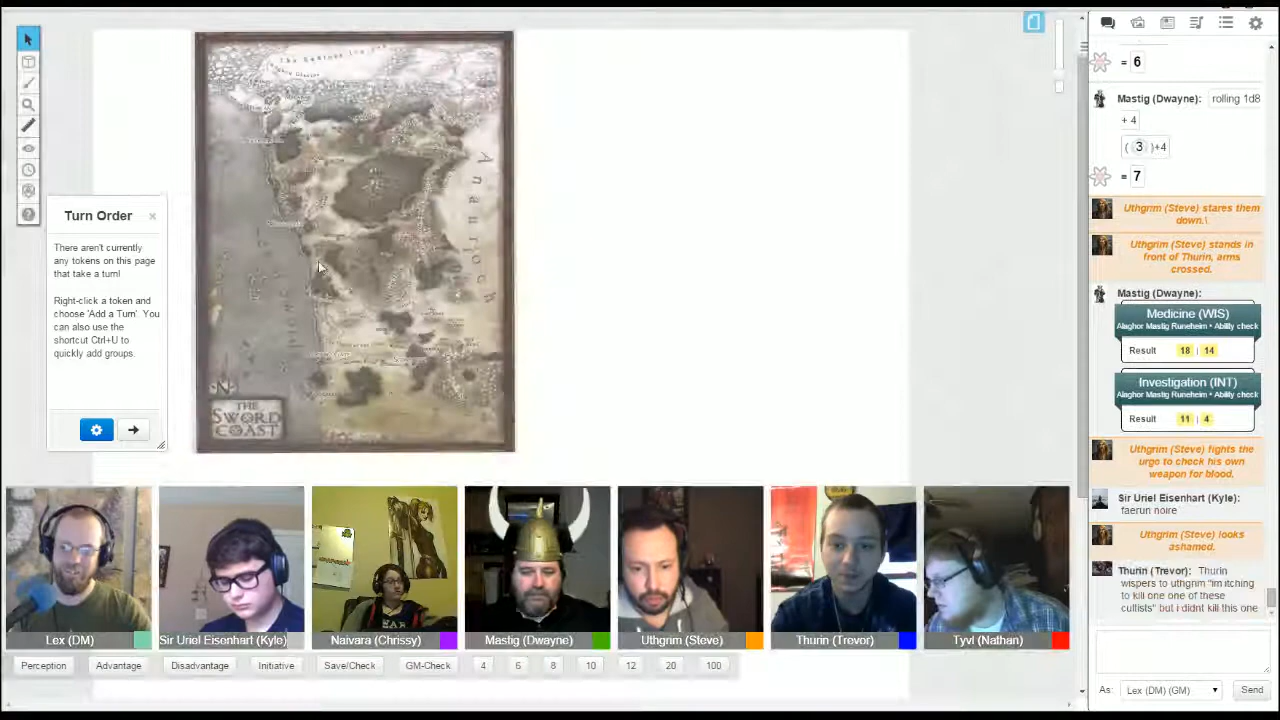 = 6
Mastig (Dwayne): rolling 1d8
+ 4
( 3 )+4
= 7
Uthgrim (Steve) stares them
down.\
Uthgrim (Steve) stands in
front of Thurin, arms
crossed.
Mastig (Dwayne):
Medicine (WIS)
Alaghor Mastig Runeheim • Ability check
Result 18 | 14
Investigation (INT)
Alaghor Mastig Runeheim • Ability check
Result 11 | 4
Uthgrim (Steve) fights the
urge to check his own
weapon for blood.
Sir Uriel Eisenhart (Kyle):
faerun noire
Uthgrim (Steve) looks
ashamed.
Thurin (Trevor): Thurin
wispers to uthgrim "im itching
to kill one one of these
cultists" but i didnt kill this one
As: Lex (DM) (GM) Send
Turn Order ×
There aren't currently
any tokens on this page
that take a turn!
Right-click a token and
choose 'Add a Turn'. You
can also use the
shortcut Ctrl+U to
quickly add groups.
Anauroch
N
THE
SWORD
COAST
Lex (DM)
Sir Uriel Eisenhart (Kyle)
Naivara (Chrissy)
Mastig (Dwayne)
Uthgrim (Steve)
Thurin (Trevor)
Tyvl (Nathan)
Perception Advantage Disadvantage Initiative Save/Check GM-Check 4 6 8 10 12 20 100